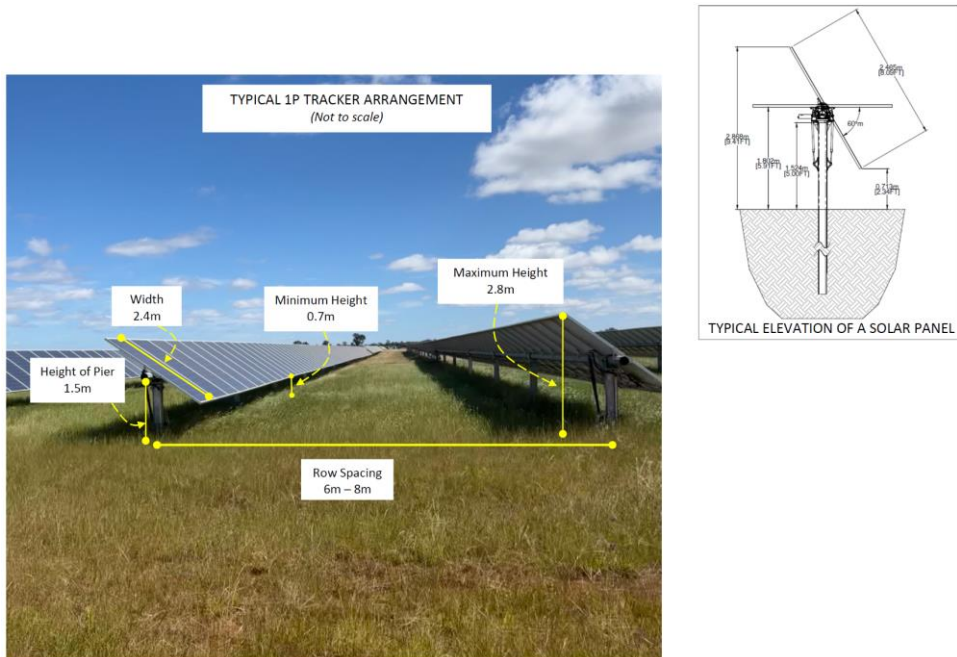 TYPICAL 1P TRACKER ARRANGEMENT
(Not to scale)
Width
2.4m
Minimum Height
0.7m
Maximum Height
2.8m
Height of Pier
1.5m
Row Spacing
6m – 8m
60°m
TYPICAL ELEVATION OF A SOLAR PANEL